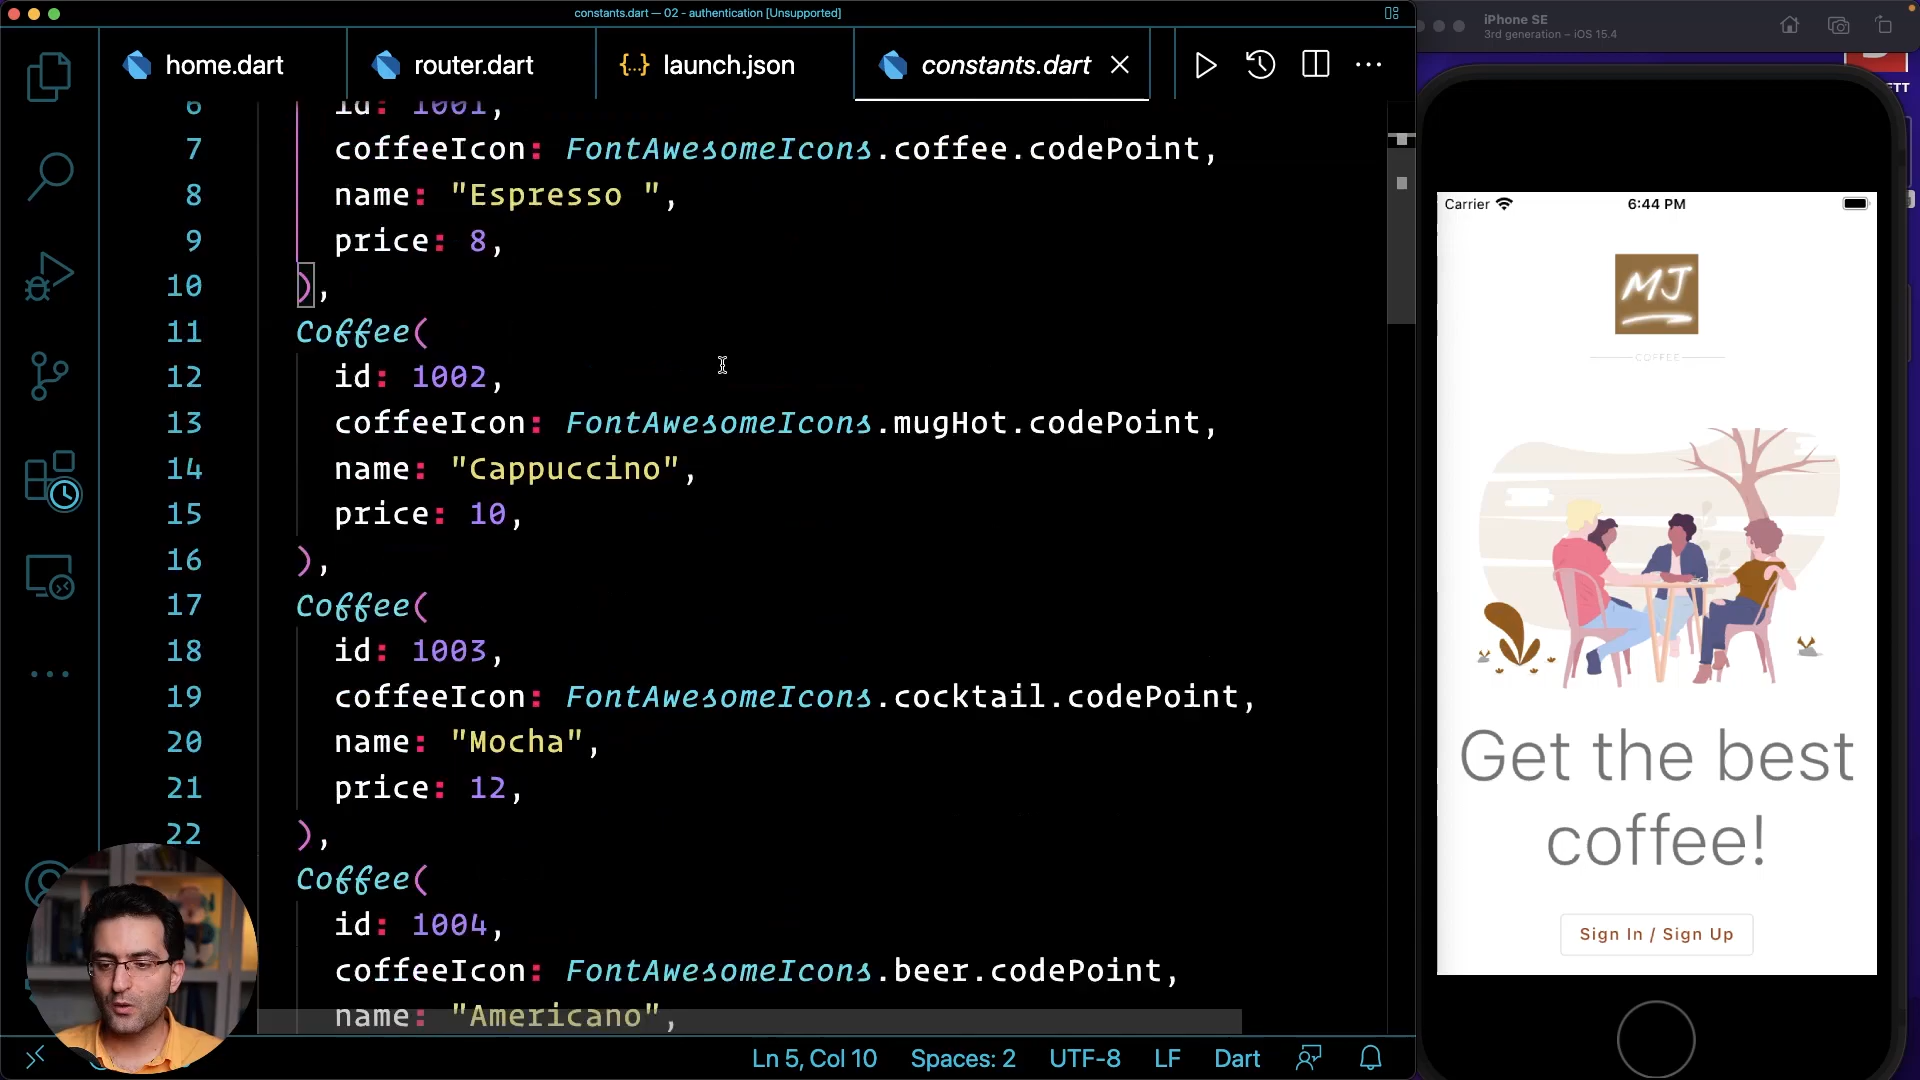 constants.dart — 02 - authentication [Unsupported]
home.dart
router.dart
{..} launch.json
constants.dart
6 id: 1001,
7 coffeeIcon: FontAwesomeIcons.coffee.codePoint,
8 name: "Espresso ",
9 price: 8,
10 ),
11 Coffee(
12 id: 1002,
13 coffeeIcon: FontAwesomeIcons.mugHot.codePoint,
14 name: "Cappuccino",
15 price: 10,
16 ),
17 Coffee(
18 id: 1003,
19 coffeeIcon: FontAwesomeIcons.cocktail.codePoint,
20 name: "Mocha",
21 price: 12,
22 ),
Coffee(
id: 1004,
coffeeIcon: FontAwesomeIcons.beer.codePoint,
name: "Americano",
Ln 5, Col 10
Spaces: 2
UTF-8
LF
Dart
iPhone SE
3rd generation – iOS 15.4
ETT
Carrier
6:44 PM
MJ
COFFEE
Get the best
coffee!
Sign In / Sign Up